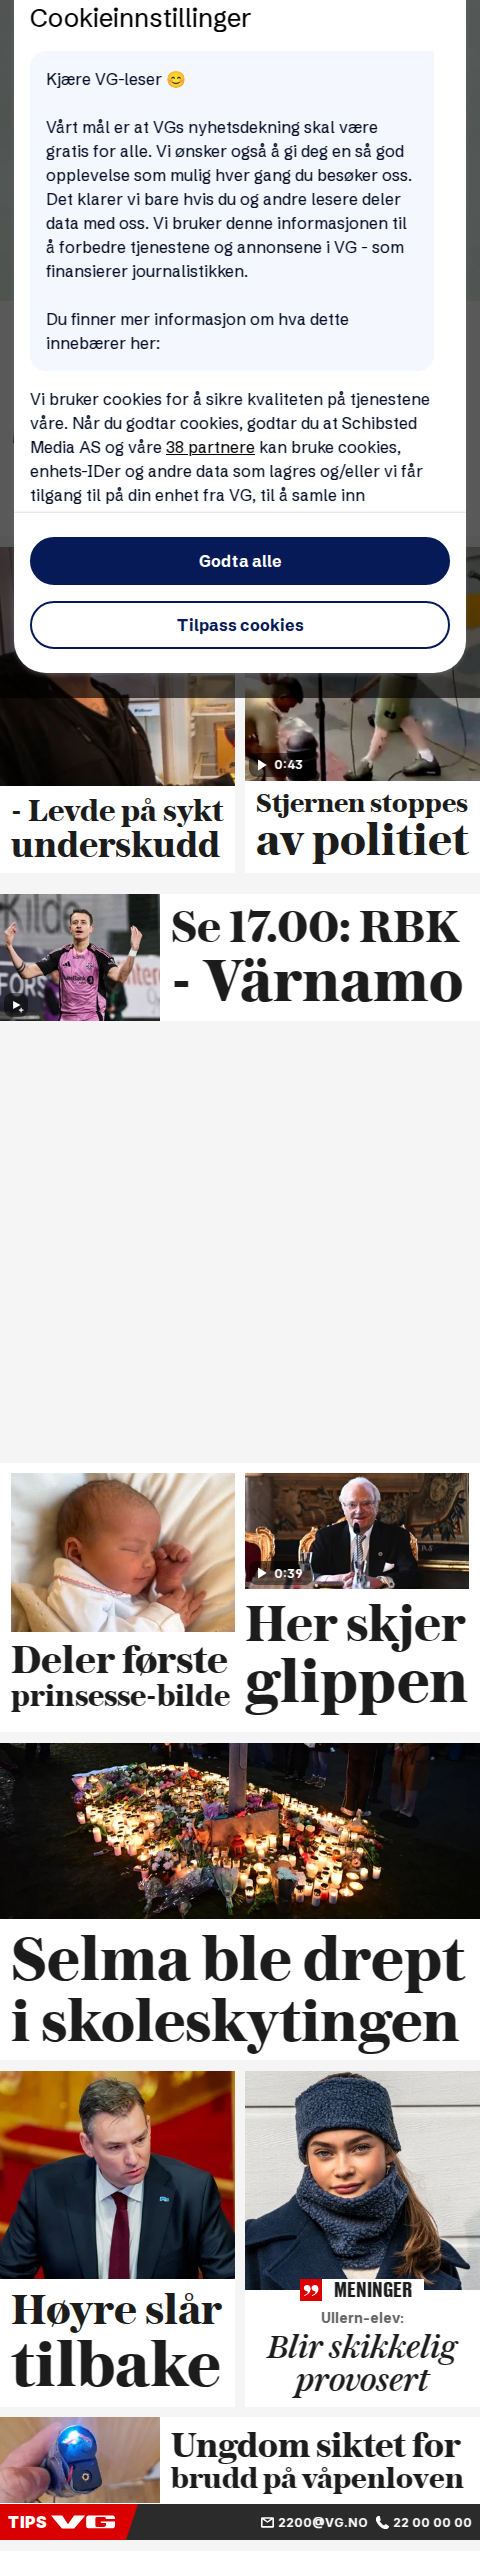 Cookieinnstillinger
Kjære VG-leser 😊
Vårt mål er at VGs nyhetsdekning skal være
gratis for alle. Vi ønsker også å gi deg en så god
opplevelse som mulig hver gang du besøker oss.
Det klarer vi bare hvis du og andre lesere deler
data med oss. Vi bruker denne informasjonen til
å forbedre tjenestene og annonsene i VG - som
finansierer journalistikken.
Du finner mer informasjon om hva dette
innebærer her:
Vi bruker cookies for å sikre kvaliteten på tjenestene
våre. Når du godtar cookies, godtar du at Schibsted
Media AS og våre 38 partnere kan bruke cookies,
enhets-IDer og andre data som lagres og/eller vi får
tilgang til på din enhet fra VG, til å samle inn
Godta alle
Tilpass cookies
0:43
- Levde på sykt
underskudd
Stjernen stoppes
av politiet
Se 17.00: RBK
- Värnamo
0:39
Deler første
prinsesse-bilde
Her skjer
glippen
Selma ble drept
i skoleskytingen
Høyre slår
tilbake
MENINGER
Ullern-elev:
Blir skikkelig
provosert
Ungdom siktet for
brudd på våpenloven
TIPS VG
2200@VG.NO 22 00 00 00